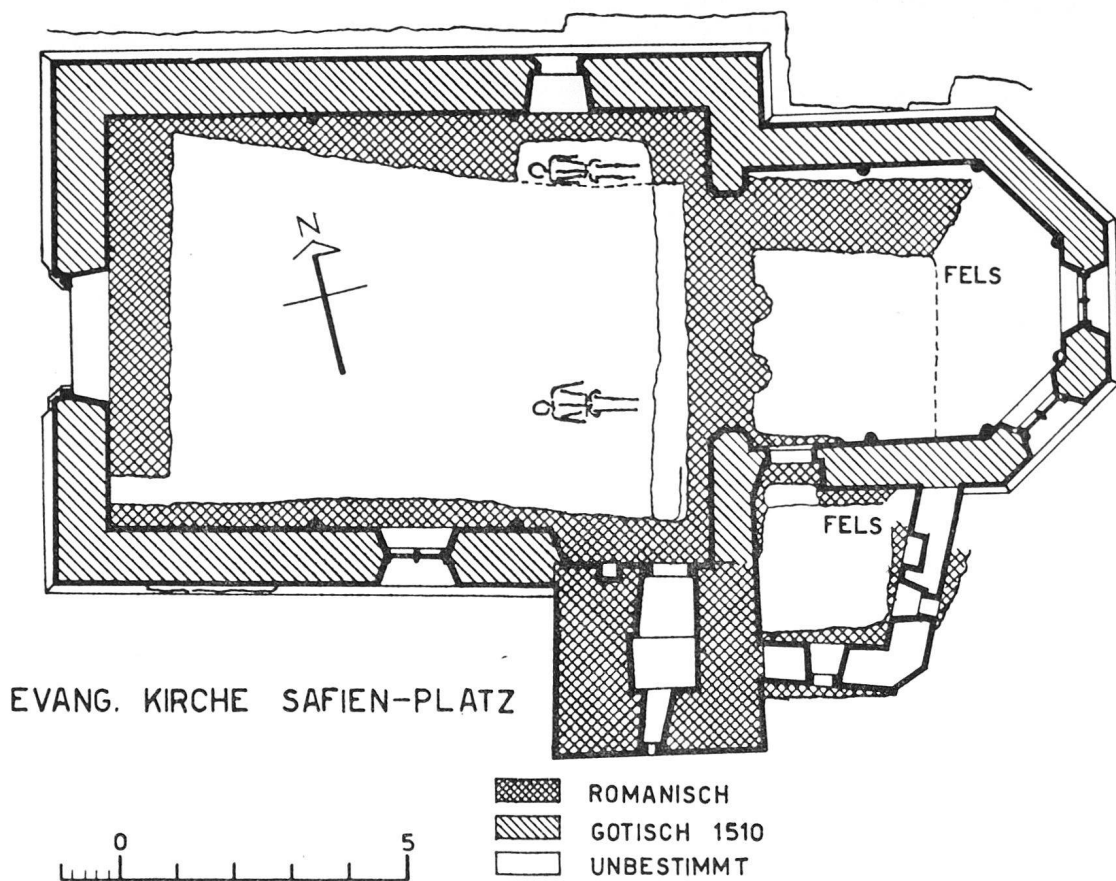 N
FELS
FELS
EVANG. KIRCHE SAFIEN-PLATZ
ROMANISCH
GOTISCH 1510
UNBESTIMMT
0 5